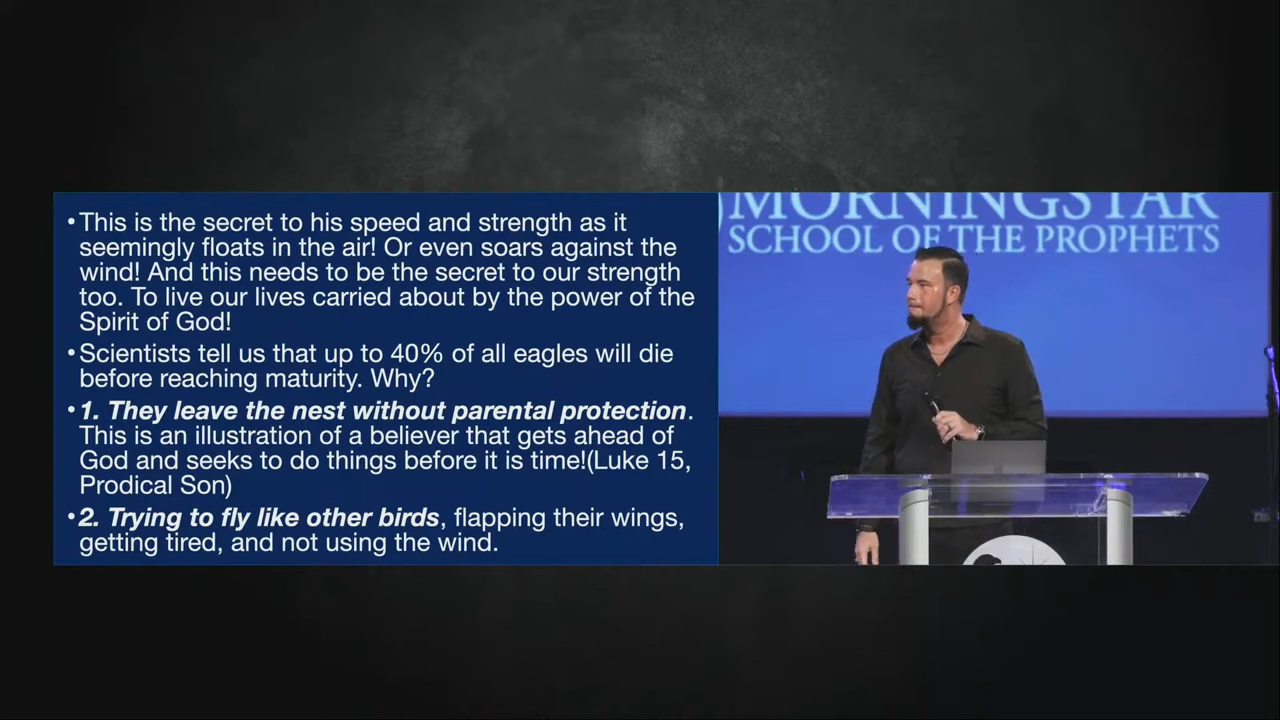 •This is the secret to his speed and strength as it
seemingly floats in the air! Or even soars against the
wind! And this needs to be the secret to our strength
too. To live our lives carried about by the power of the
Spirit of God!
•Scientists tell us that up to 40% of all eagles will die
before reaching maturity. Why?
•1. They leave the nest without parental protection.
This is an illustration of a believer that gets ahead of
God and seeks to do things before it is time!(Luke 15,
Prodical Son)
•2. Trying to fly like other birds, flapping their wings,
getting tired, and not using the wind.
MORNINGSTAR
SCHOOL OF THE PROPHETS